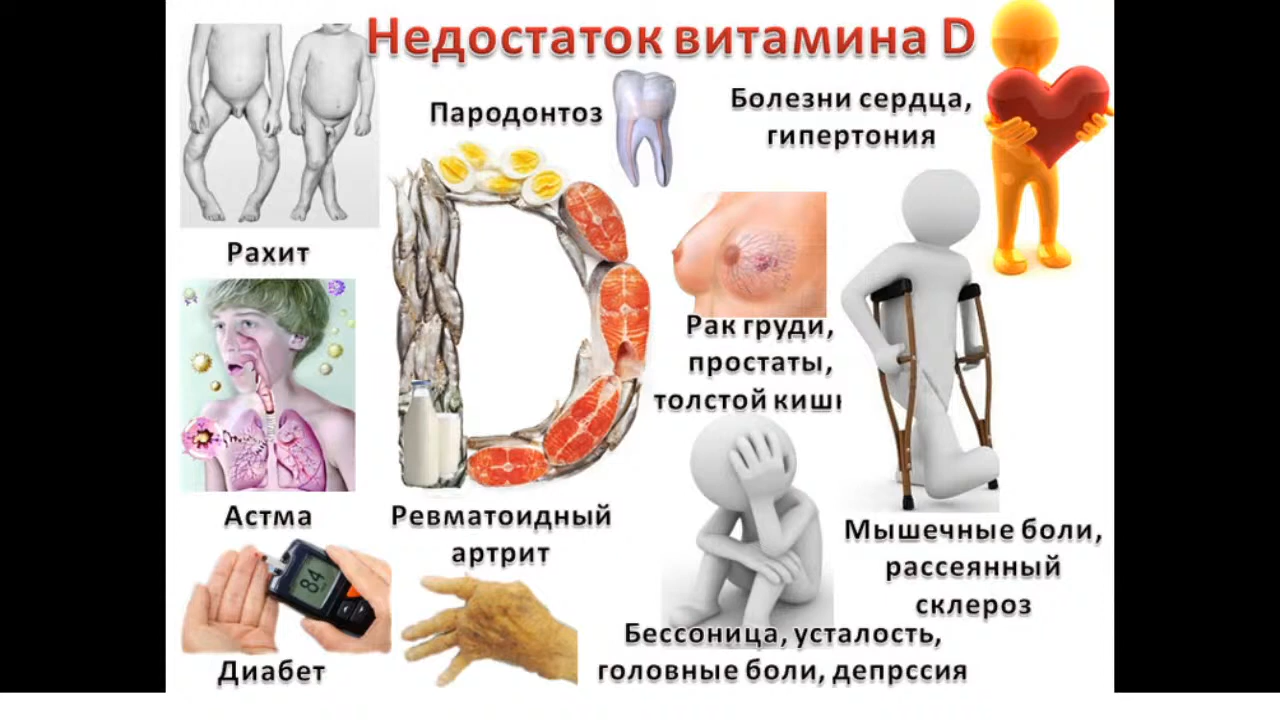 Недостаток витамина D
Пародонтоз
Болезни сердца,
гипертония
Рахит
Рак груди,
простаты,
толстой киш
Астма
Ревматоидный
артрит
84
Мышечные боли,
рассеянный
склероз
Диабет
Бессоница, усталость,
головные боли, депрссия